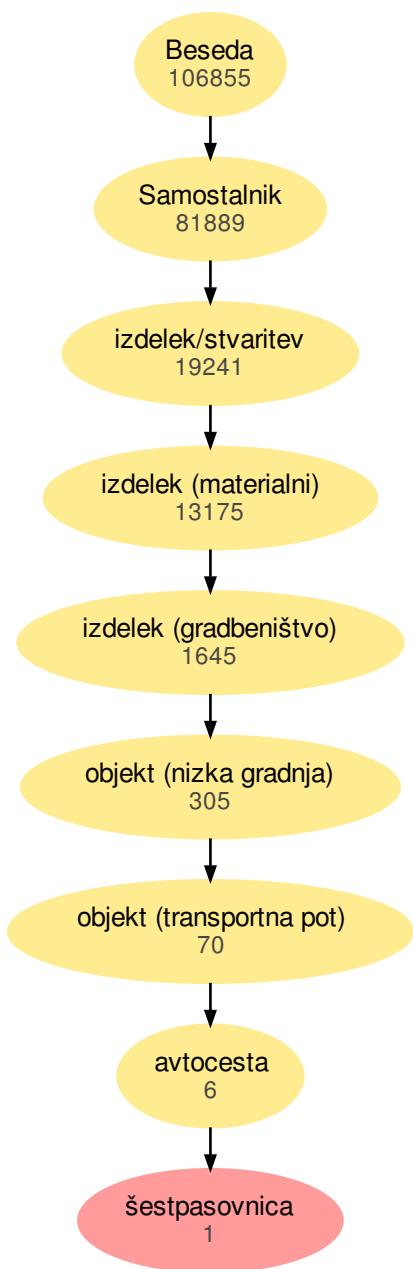 Beseda
106855
Samostalnik
81889
izdelek/stvaritev
19241
izdelek (materialni)
13175
izdelek (gradbeništvo)
1645
objekt (nizka gradnja)
305
objekt (transportna pot)
70
avtocesta
6
šestpasovnica
1